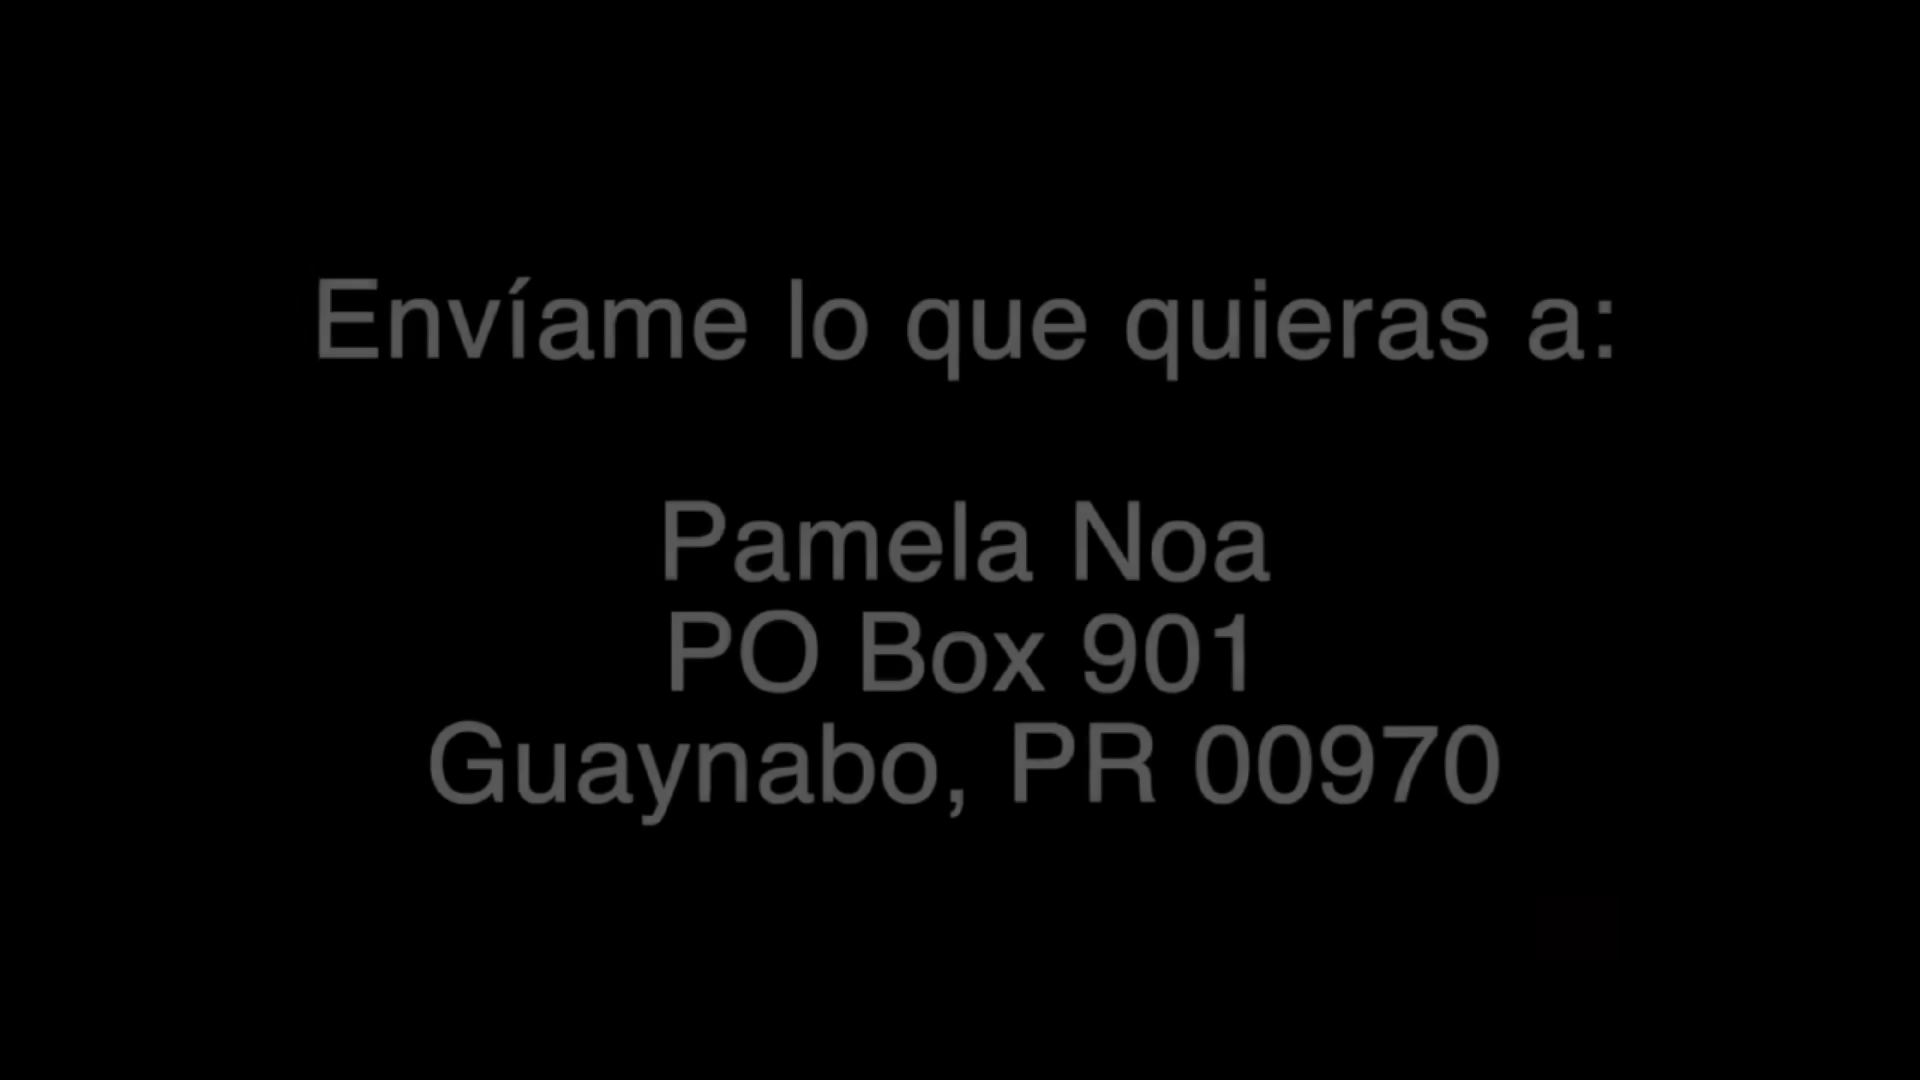 Envíame lo que quieras a:
Pamela Noa
PO Box 901
Guaynabo, PR 00970